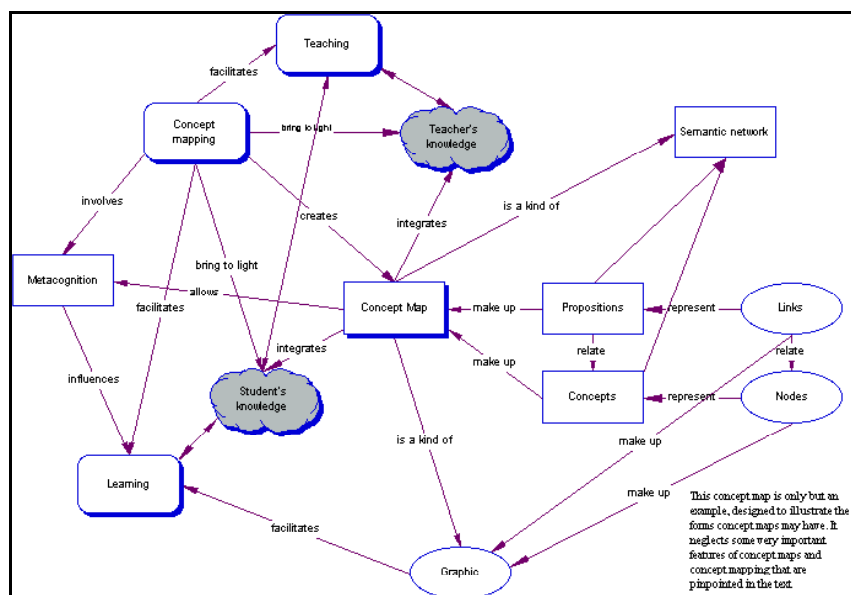 Teaching
facilitates
Concept
mapping
bring to light
Teacher's
knowledge
Semantic network
involves
creates
integrates
is a kind of
bring to light
Metacognition
allows
facilitates
Concept Map
make up
Propositions
represent
Links
integrates
relate
relate
make up
influences
Student's
knowledge
Concepts
represent
Nodes
is a kind of
make up
Learning
make up
facilitates
Graphic
This concept map is only but an
example, designed to illustrate the
forms concept maps may have. It
neglects some very important
features of concept maps and
concept mapping that are
pinpointed in the text